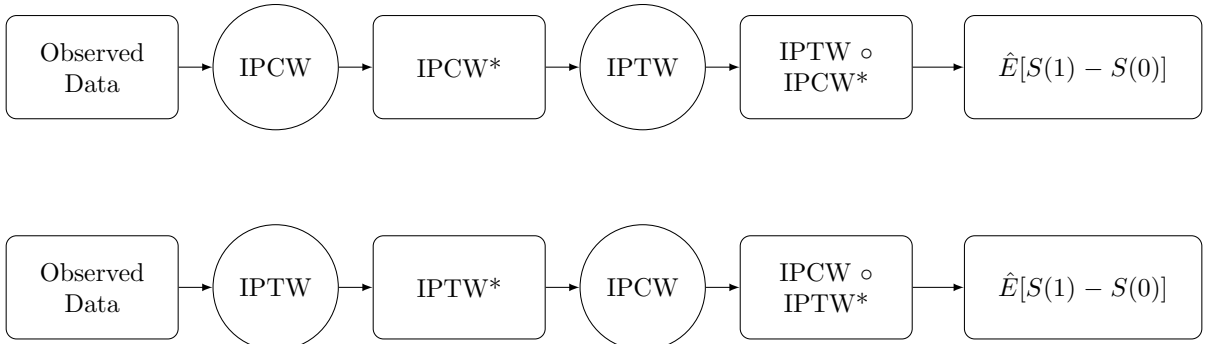 Observed
Data
IPCW
IPCW*
IPTW
IPTW ∘
IPCW*
Ê[S(1) − S(0)]
Observed
Data
IPTW
IPTW*
IPCW
IPCW ∘
IPTW*
Ê[S(1) − S(0)]